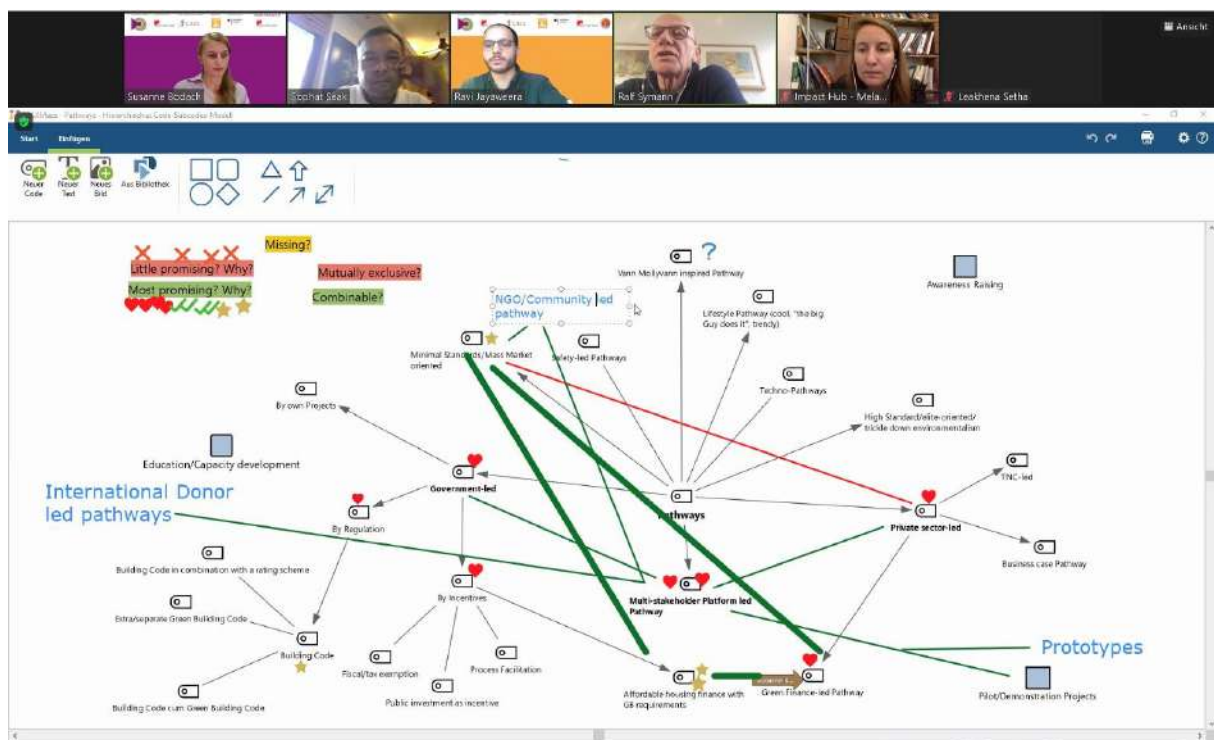 Ansicht
Susanne Bodach
Sophat Seak
Ravi Jayaweera
Ralf Symann
Impact Hub - Mela...
Leakhena Setha
Pathways - Hierarchisches Code-Subcodes-Modell
Start
Einfügen
Neuer Code
Neuer Text
Neues Bild
Aus Bibliothek
Missing?
Little promising? Why?
Mutually exclusive?
Most promising? Why?
Combinable?
?
Vann Mollyvann inspired Pathway
Awareness Raising
NGO/Community led
pathway
Lifestyle Pathway (cool, "the big
Guy does it", trendy)
Minimal Standards/Mass Market
oriented
Safety-led Pathways
Techno-Pathways
By own Projects
High Standard/elite-oriented/
trickle down environmentalism
Education/Capacity development
Government-led
TNC-led
International Donor
led pathways
Pathways
Private sector-led
By Regulation
Business case Pathway
Building Code in combination with a rating scheme
By Incentives
Multi-stakeholder Platform led
Pathway
Extra/separate Green Building Code
Building Code
Prototypes
Fiscal/tax exemption
Process Facilitation
Public investment as incentive
Affordable housing finance with
GB requirements
Green Finance-led Pathway
Pilot/Demonstration Projects
Building Code cum Green Building Code